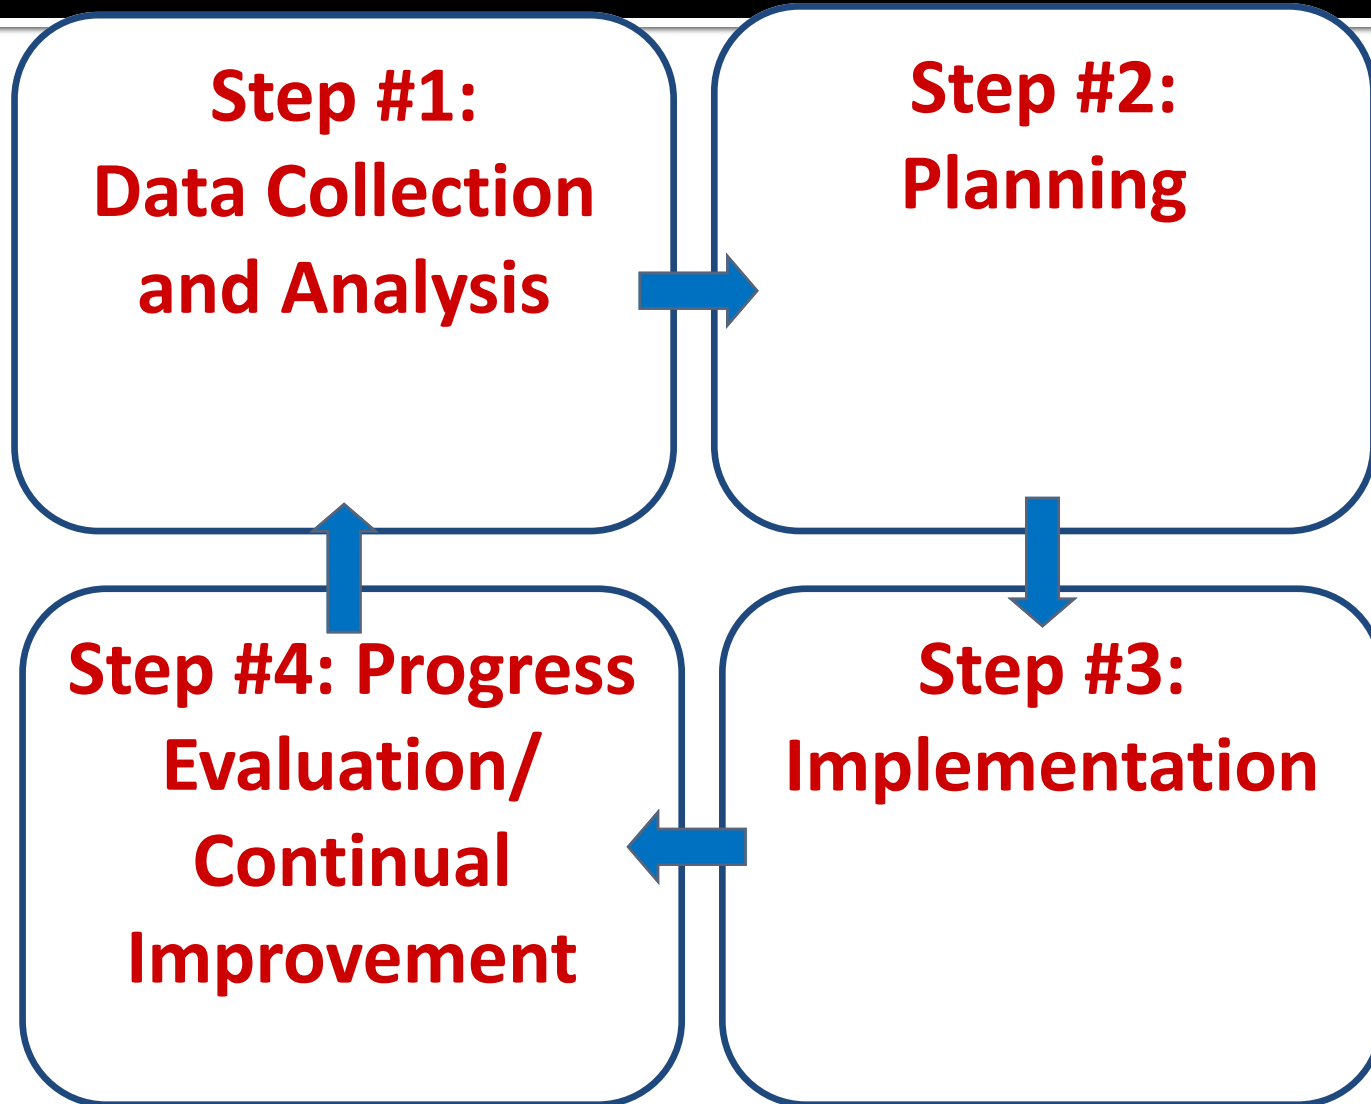 Step #1:
Data Collection
and Analysis
Step #2:
Planning
Step #3:
Implementation
Step #4: Progress
Evaluation/
Continual
Improvement